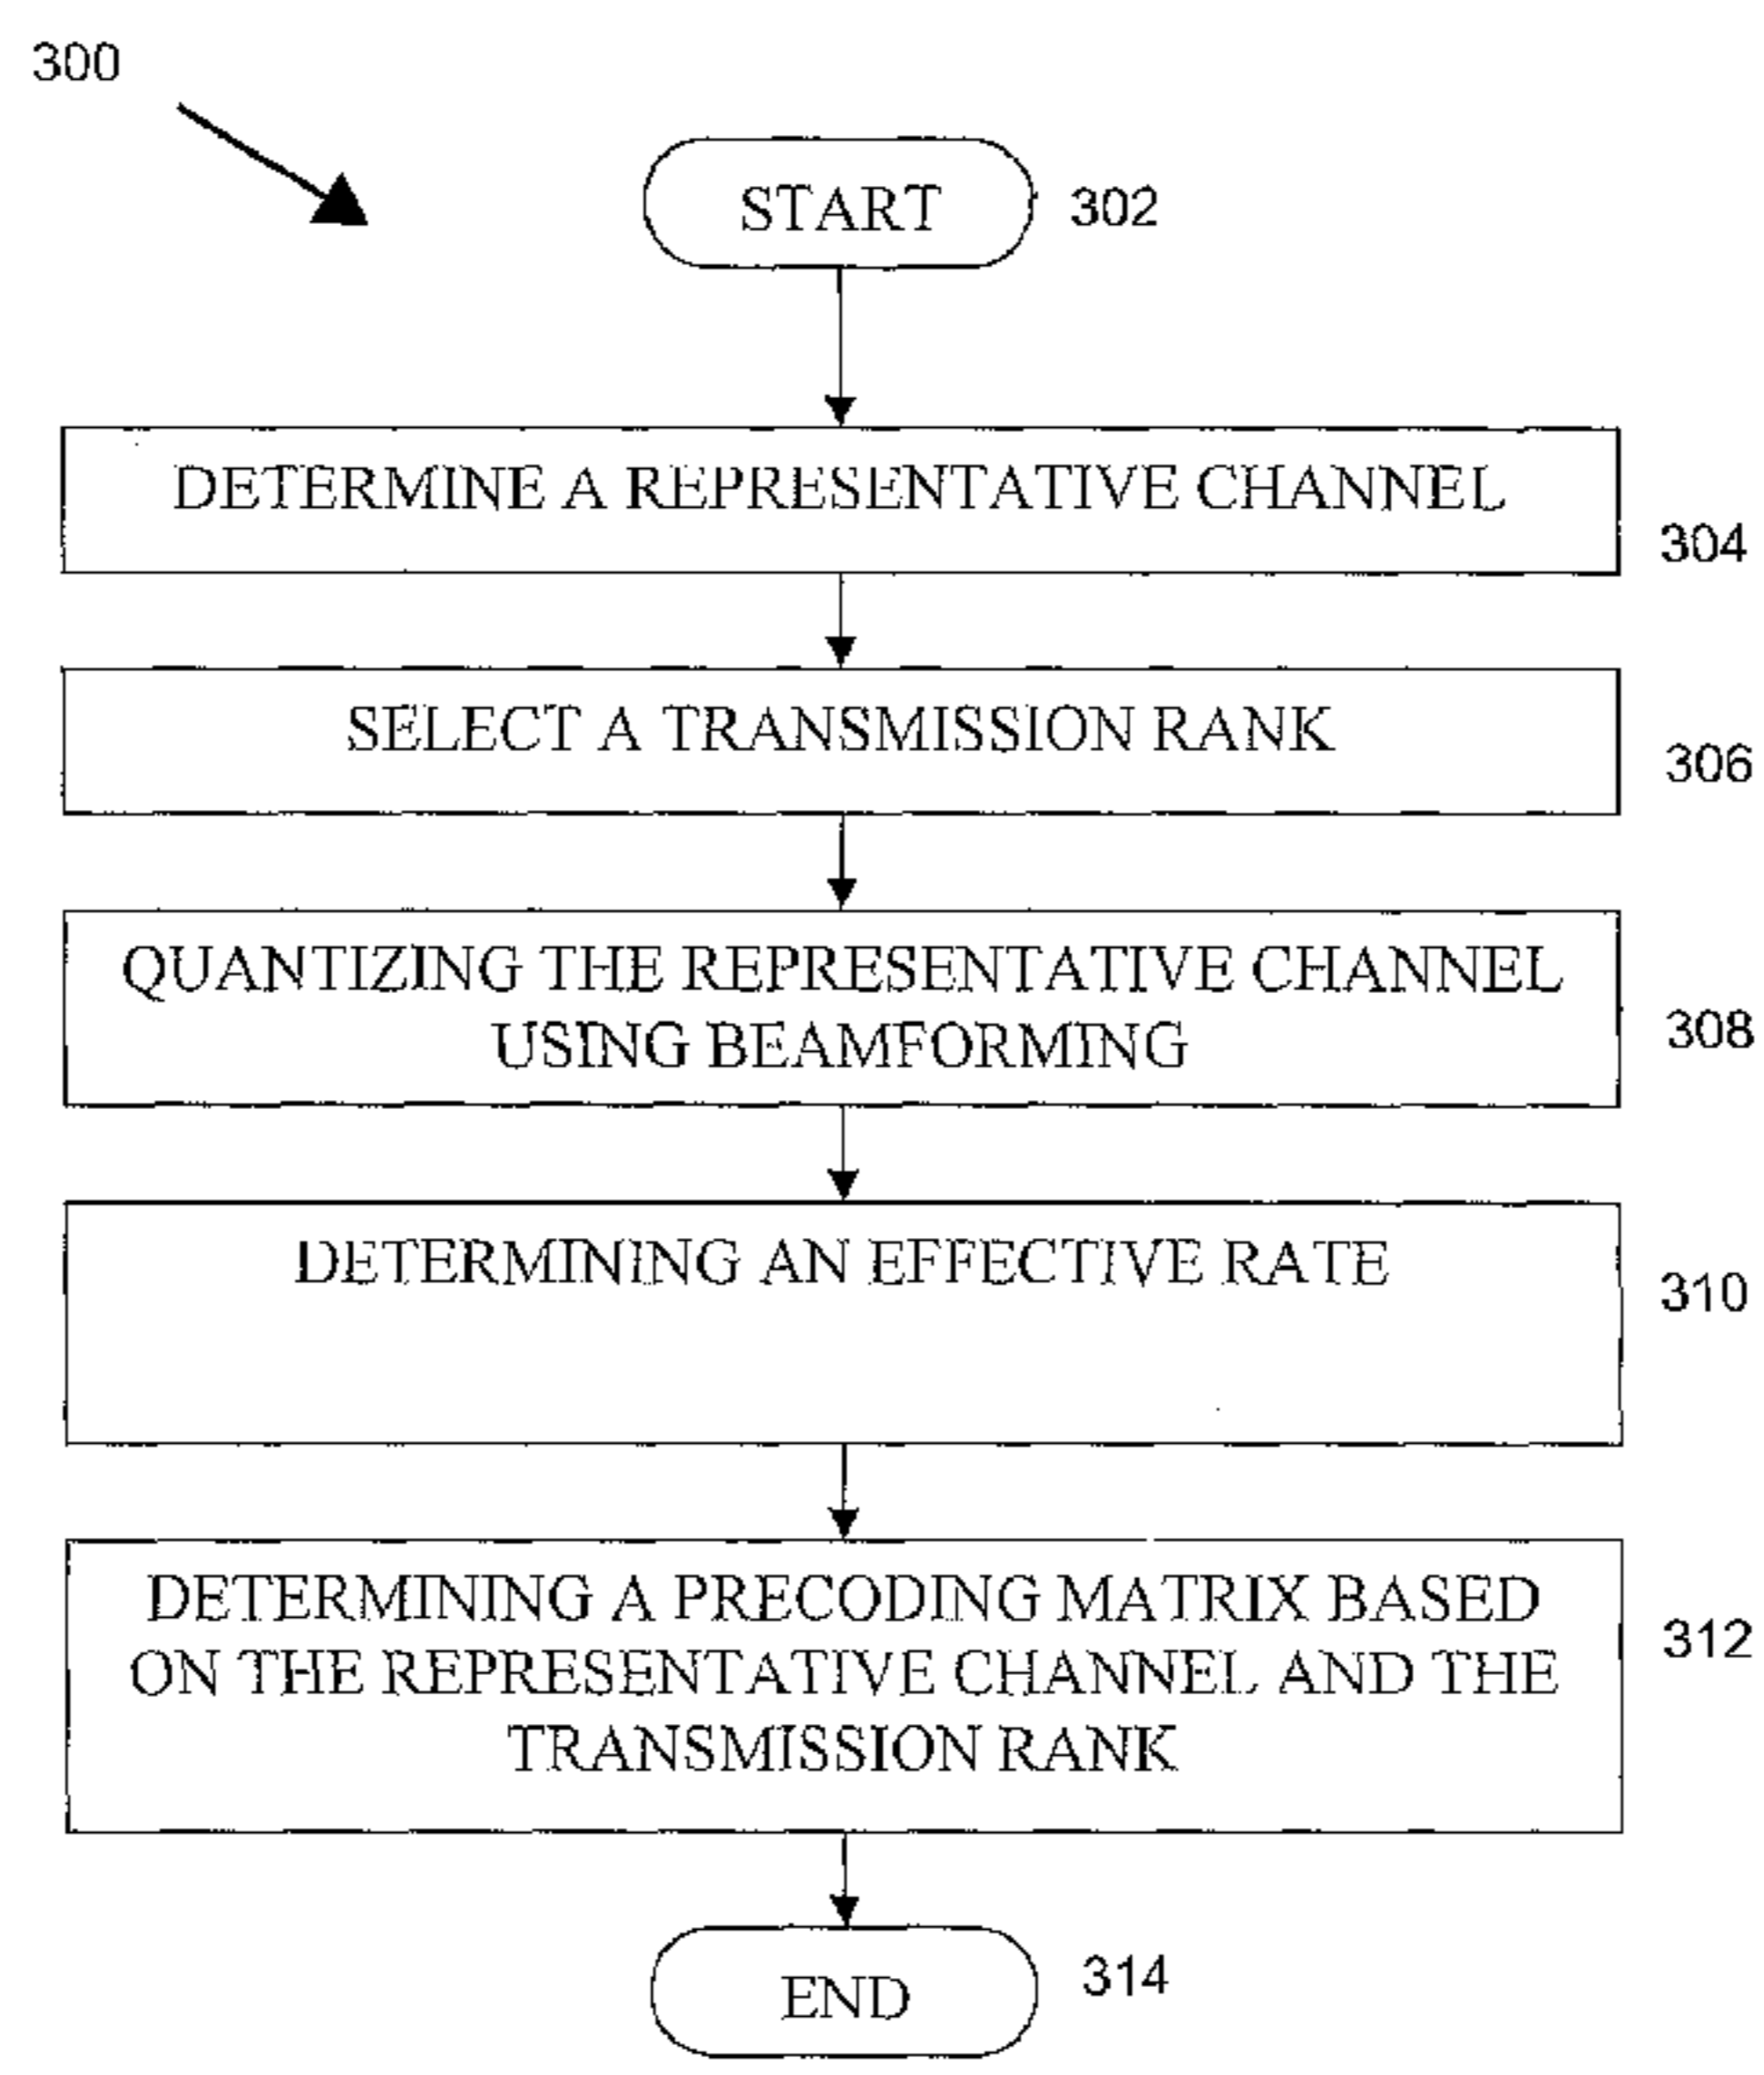 300
START 302
DETERMINE A REPRESENTATIVE CHANNEL
304
SELECT A TRANSMISSION RANK
306
QUANTIZING THE REPRESENTATIVE CHANNEL
USING BEAMFORMING
308
DETERMINING AN EFFECTIVE RATE
310
DETERMINING A PRECODING MATRIX BASED
ON THE REPRESENTATIVE CHANNEL AND THE
TRANSMISSION RANK
312
END 314